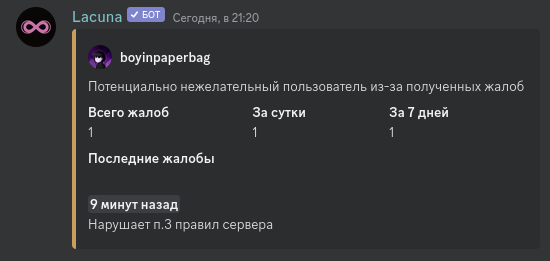 Lacuna ✓ БОТ Сегодня, в 21:20
boyinpaperbag
Потенциально нежелательный пользователь из-за полученных жалоб
Всего жалоб За сутки За 7 дней
1 1 1
Последние жалобы
9 минут назад
Нарушает п.3 правил сервера